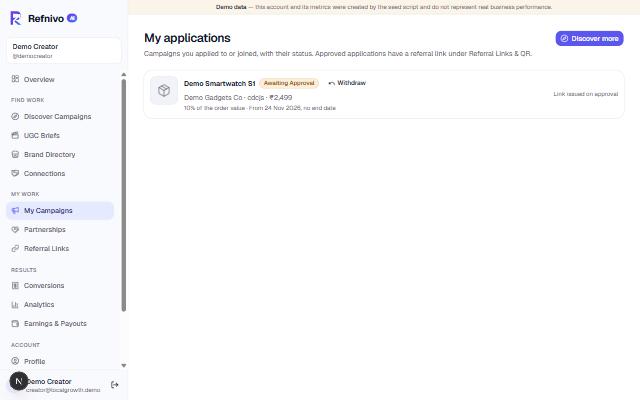 Demo data — this account and its metrics were created by the seed script and do not represent real business performance.
Refnivo AI
Demo Creator
@democreator
Overview
FIND WORK
Discover Campaigns
UGC Briefs
Brand Directory
Connections
MY WORK
My Campaigns
Partnerships
Referral Links
RESULTS
Conversions
Analytics
Earnings & Payouts
ACCOUNT
Profile
N
Demo Creator
creator@localgrowth.demo
My applications
Discover more
Campaigns you applied to or joined, with their status. Approved applications have a referral link under Referral Links & QR.
Demo Smartwatch S1 Awaiting Approval Withdraw
Demo Gadgets Co · cdcjs · ₹2,499
10% of the order value · From 24 Nov 2026, no end date
Link issued on approval